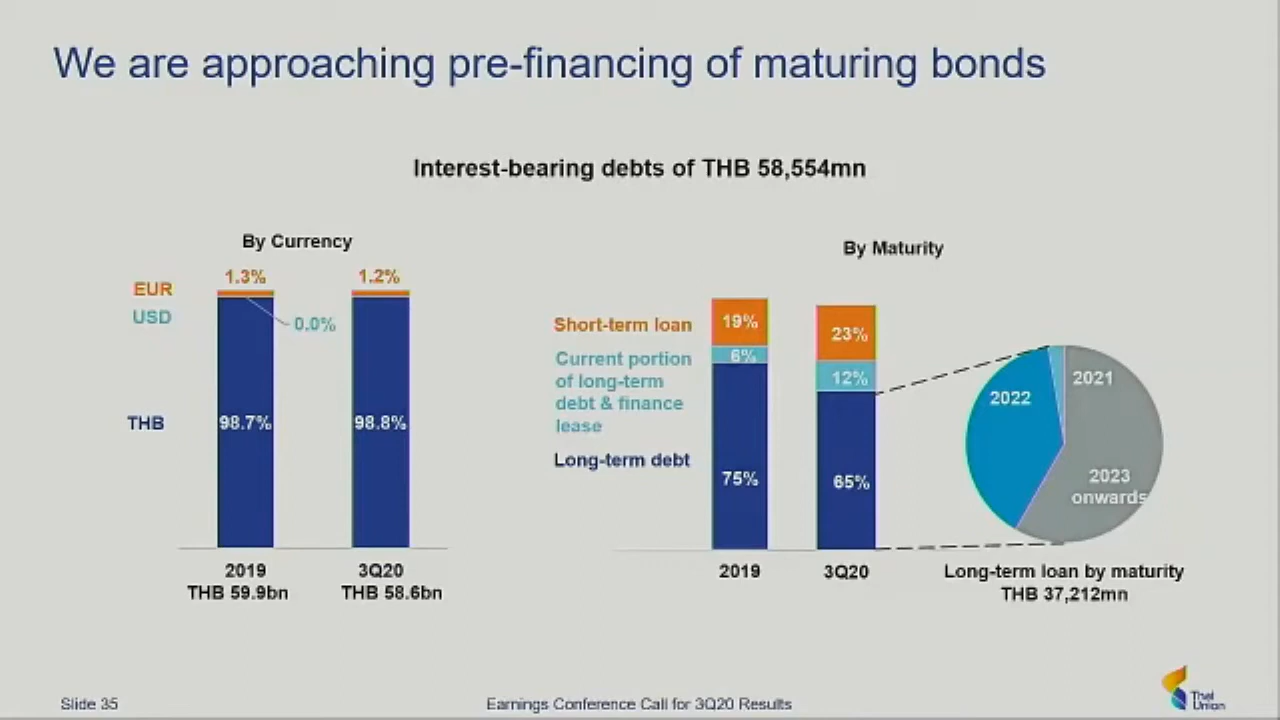 We are approaching pre-financing of maturing bonds
Interest-bearing debts of THB 58,554mn
By Currency
EUR
USD
THB
1.3%
1.2%
0.0%
98.7%
98.8%
2019
THB 59.9bn
3Q20
THB 58.6bn
By Maturity
Short-term loan
Current portion
of long-term
debt & finance
lease
Long-term debt
19%
6%
75%
23%
12%
65%
2019
3Q20
2021
2022
2023
onwards
Long-term loan by maturity
THB 37,212mn
Slide 35
Earnings Conference Call for 3Q20 Results
Thai
Union